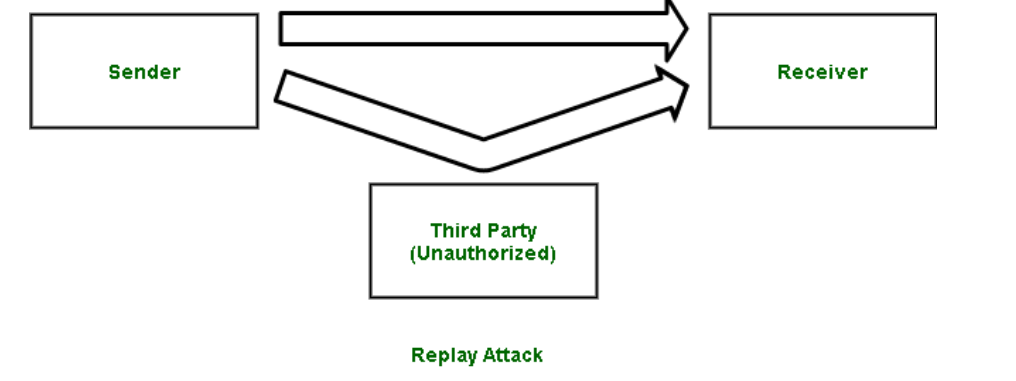 Sender
Receiver
Third Party
(Unauthorized)
Replay Attack